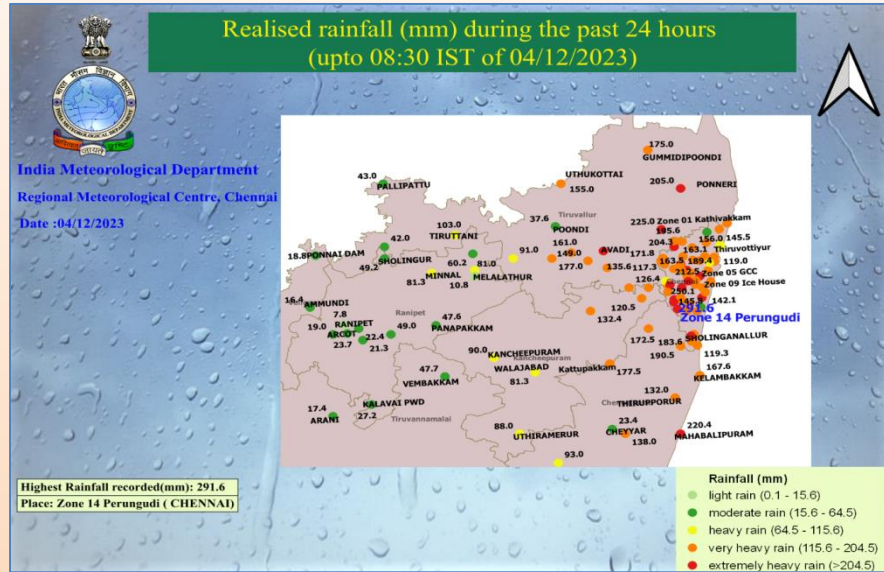 Realised rainfall (mm) during the past 24 hours
(upto 08:30 IST of 04/12/2023)
India Meteorological Department
Regional Meteorological Centre, Chennai
Date :04/12/2023
175.0
GUMMIDIPOONDI
43.0
PALLIPATTU
UTHUKOTTAI
155.0
205.0
PONNERI
103.0
TIRUTTANI
37.6
Tiruvallur
POONDI
225.0
Zone 01 Kathivakkam
195.6
42.0
18.8
PONNAI DAM
SHOLINGUR
49.2
60.2
81.0
91.0
161.0
149.0
AVADI
204.3
156.0
145.5
163.1
Thiruvottiyur
171.8
163.5
189.4
119.0
MINNAL
MELALATHUR
177.0
135.6
117.3
212.5
Zone 05 GCC
81.3
10.8
126.4
Zone 09 Ice House
16.4
AMMUNDI
250.1
7.8
Ranipet
120.5
145.8
142.1
291.6
Zone 14 Perungudi
19.0
RANIPET
ARCOT
49.0
47.6
PANAPAKKAM
132.4
22.4
23.7
21.3
172.5
183.6
SHOLINGANALLUR
90.0
KANCHEEPURAM
Kancheepuram
190.5
119.3
WALAJABAD
Kattupakkam
177.5
167.6
KELAMBAKKAM
47.7
VEMBAKKAM
81.3
132.0
THIRUPPORUR
17.4
KALAVAI PWD
27.2
ARANI
Tiruvannamalai
88.0
UTHIRAMERUR
23.4
CHEYYAR
138.0
220.4
MAHABALIPURAM
93.0
Highest Rainfall recorded(mm): 291.6
Place: Zone 14 Perungudi ( CHENNAI)
Rainfall (mm)
light rain (0.1 - 15.6)
moderate rain (15.6 - 64.5)
heavy rain (64.5 - 115.6)
very heavy rain (115.6 - 204.5)
extremely heavy rain (>204.5)